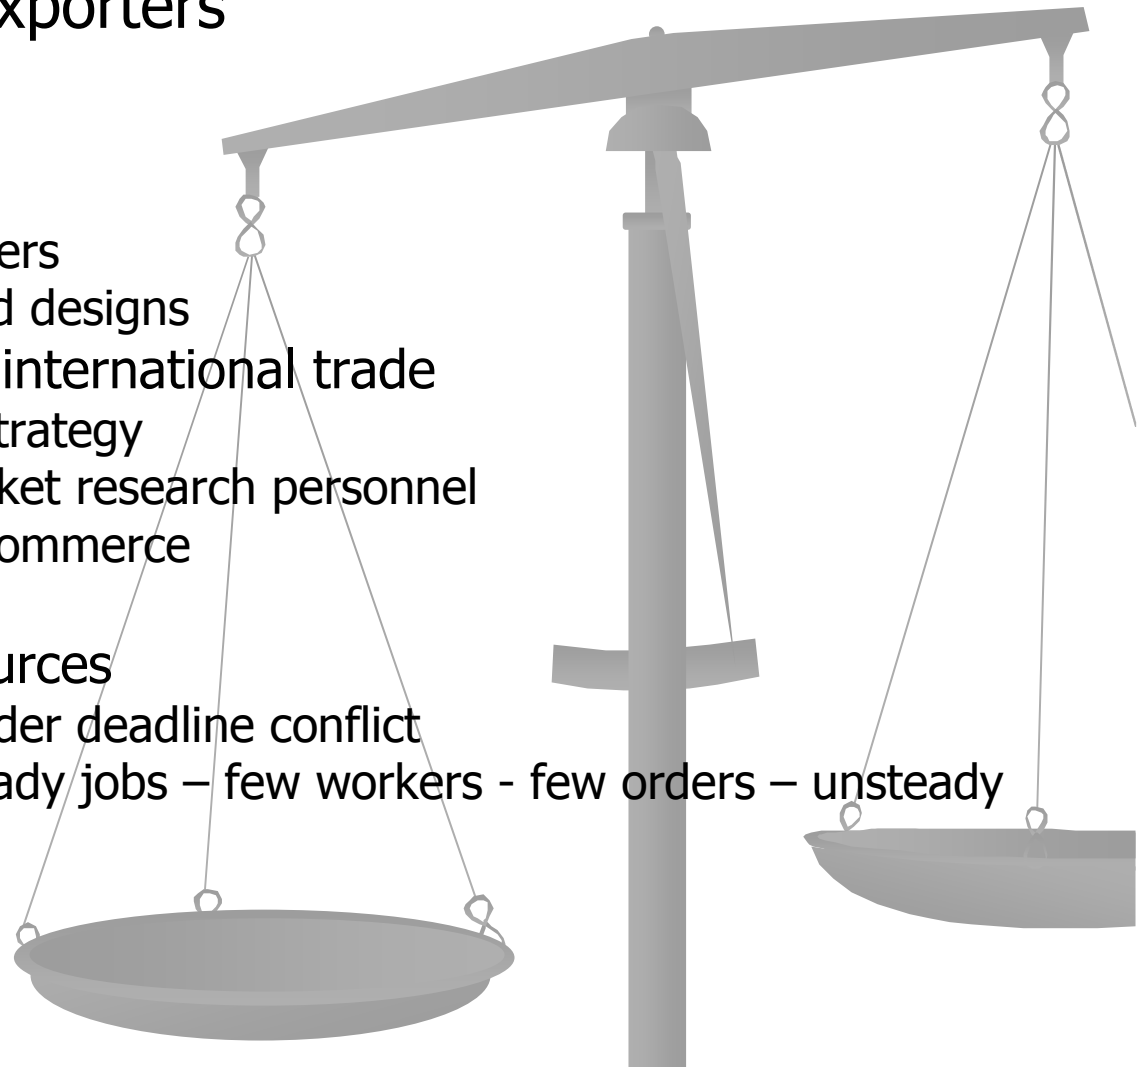 xporters
ers
d designs
international trade
trategy
ket research personnel
ommerce
urces
der deadline conflict
ady jobs – few workers - few orders – unsteady